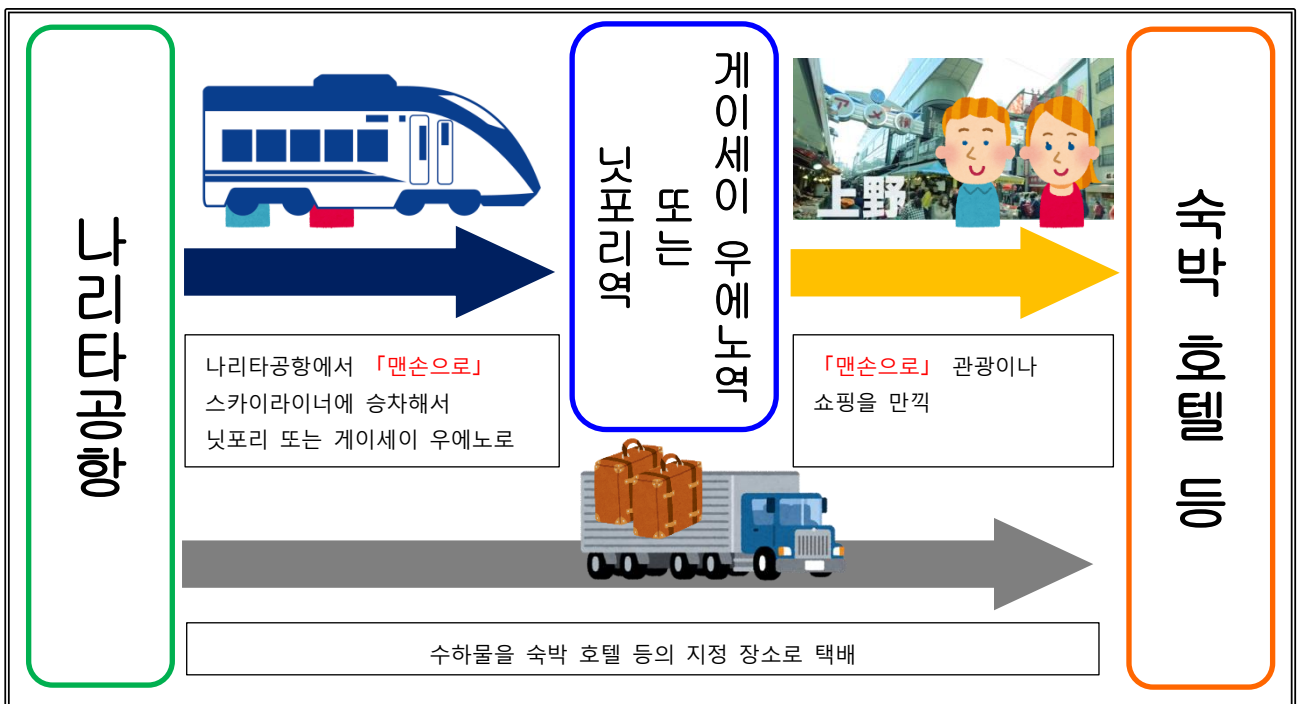 나리타공항
게이세이 우에노역
또는
닛포리역
アメ横
上野
숙박 호텔 등
나리타공항에서 「맨손으로」
스카이라이너에 승차해서
닛포리 또는 게이세이 우에노로
「맨손으로」 관광이나
쇼핑을 만끽
수하물을 숙박 호텔 등의 지정 장소로 택배